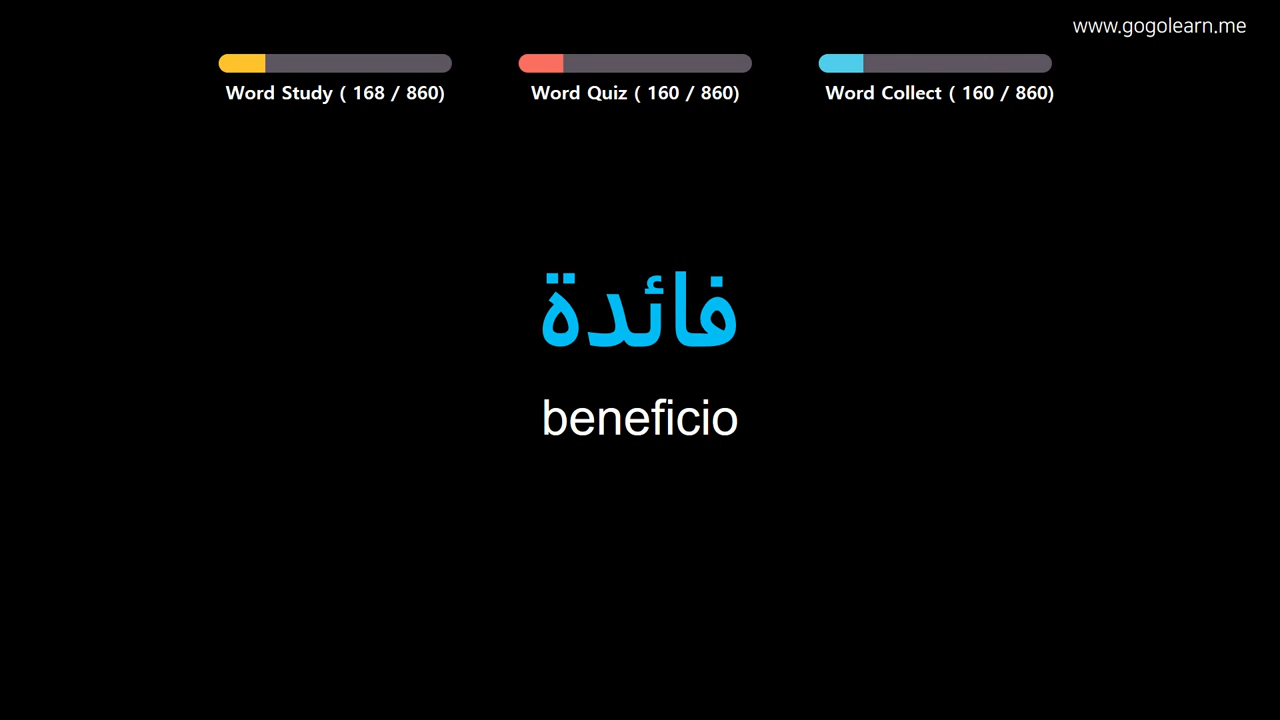 www.gogolearn.me
Word Study ( 168 / 860)
Word Quiz ( 160 / 860)
Word Collect ( 160 / 860)
فائدة
beneficio